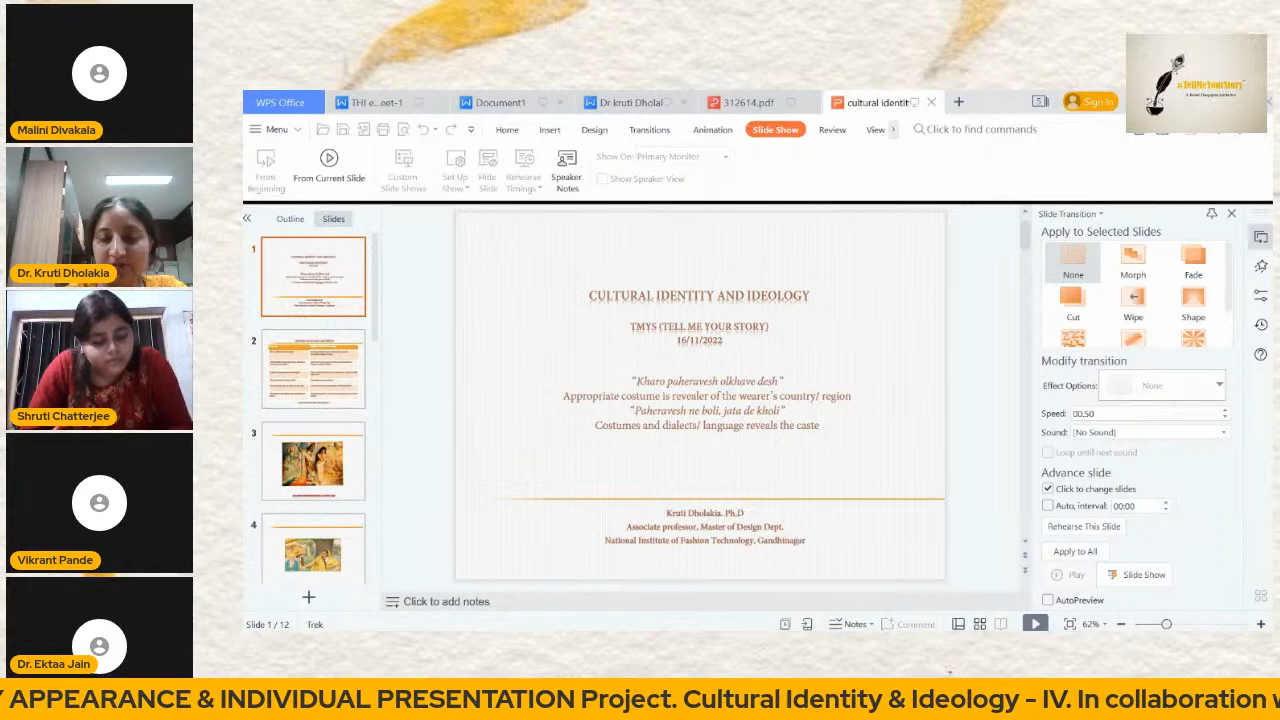 Malini Divakala
Dr. Kruti Dholakia
Shruti Chatterjee
Vikrant Pande
Dr. Ektaa Jain
#TellMeYourStory
WPS Office
THI e...eet-1
Document1
Dr kruti Dholal
312614.pdf
cultural identit
Sign in
Menu
Home
Insert
Design
Transitions
Animation
Slide Show
Review
View
Click to find commands
From Beginning
From Current Slide
Custom Slide Shows
Set Up Show
Hide Slide
Rehearse Timings
Speaker Notes
Show On: Primary Monitor
Show Speaker View
Outline
Slides
1
2
3
4
CULTURAL IDENTITY AND IDEOLOGY
TMYS (TELL ME YOUR STORY)
16/11/2022
"Kharo paheravesh olkhave desh"
Appropriate costume is revealer of the wearer's country/ region
"Paheravesh ne boli, jata de kholi"
Costumes and dialects/ language reveals the caste
Kruti Dholakia. Ph.D
Associate professor, Master of Design Dept.
National Institute of Fashion Technology, Gandhinagar
Slide Transition
Apply to Selected Slides
None
Morph
Fade
Cut
Wipe
Shape
Modify transition
Effect Options:
None
Speed: 00.50
Sound: [No Sound]
Loop until next sound
Advance slide
Click to change slides
Auto, interval: 00:00
Rehearse This Slide
Apply to All
Play
Slide Show
AutoPreview
Click to add notes
Slide 1 / 12
Trek
Notes
Comment
62%
Y APPEARANCE & INDIVIDUAL PRESENTATION Project. Cultural Identity & Ideology - IV. In collaboration w